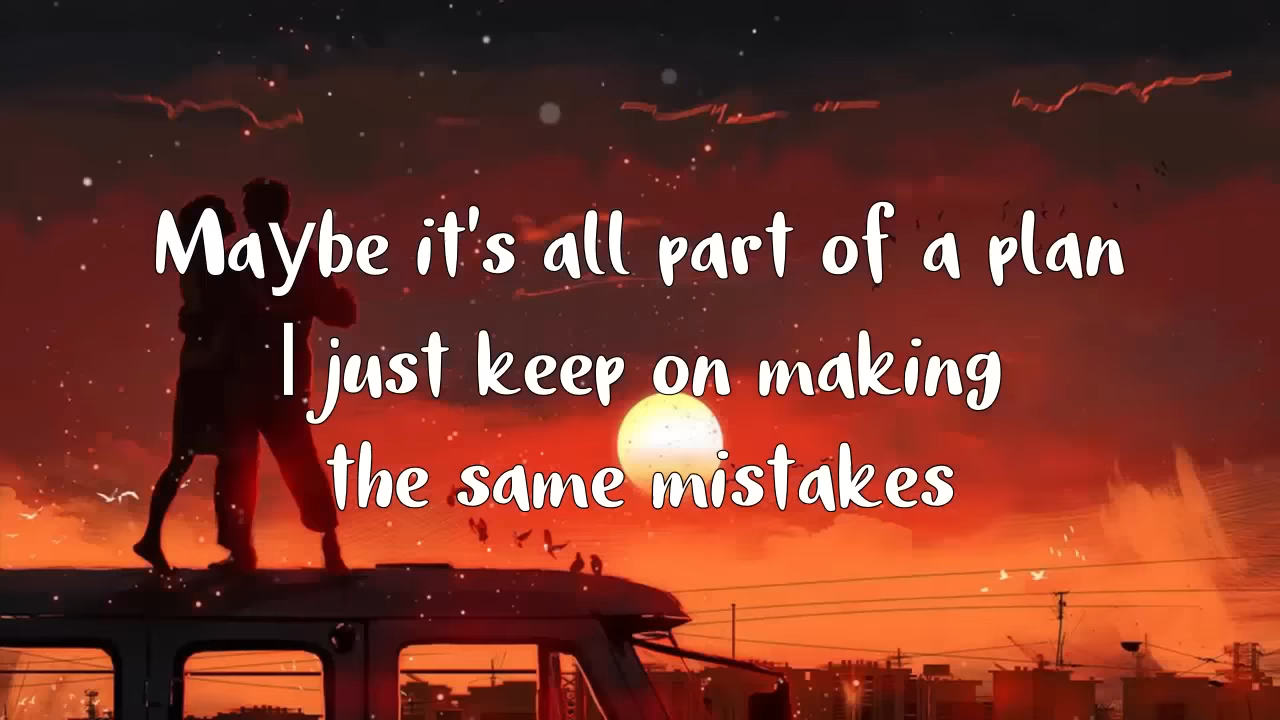 Maybe it's all part of a plan
I just keep on making
the same mistakes